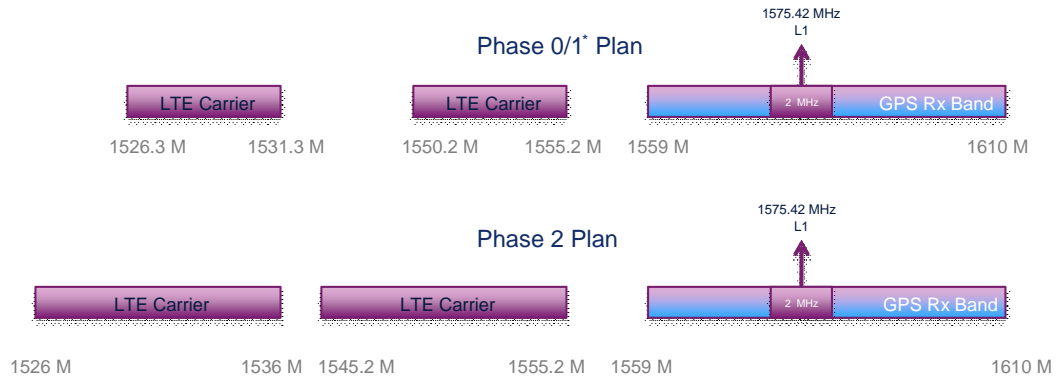 1575.42 MHz
L1
Phase 0/1* Plan
LTE Carrier LTE Carrier 2 MHz GPS Rx Band
1526.3 M 1531.3 M 1550.2 M 1555.2 M 1559 M 1610 M
1575.42 MHz
L1
Phase 2 Plan
LTE Carrier LTE Carrier 2 MHz GPS Rx Band
1526 M 1536 M 1545.2 M 1555.2 M 1559 M 1610 M